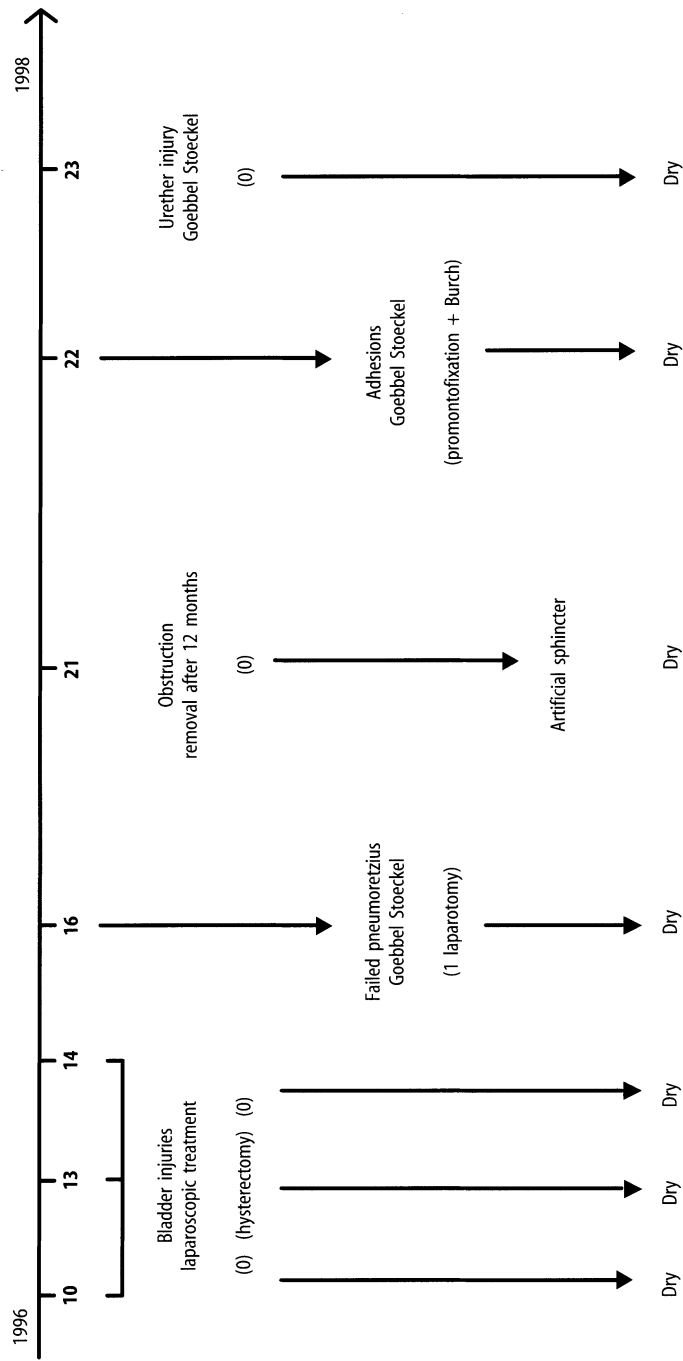 1996
1998
10
13
14
16
21
22
23
Bladder injuries
laparoscopic treatment
(0) (hysterectomy) (0)
Dry
Dry
Dry
Failed pneumoretzius
Goebbel Stoeckel
(1 laparotomy)
Dry
Obstruction
removal after 12 months
(0)
Artificial sphincter
Dry
Adhesions
Goebbel Stoeckel
(promontofixation + Burch)
Dry
Urether injury
Goebbel Stoeckel
(0)
Dry